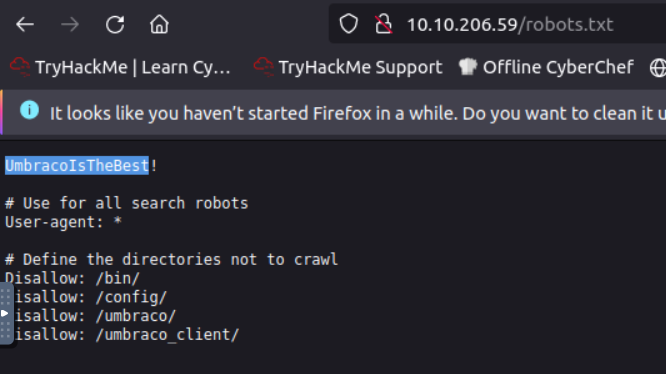 10.10.206.59/robots.txt
TryHackMe | Learn Cy… TryHackMe Support Offline CyberChef
It looks like you haven't started Firefox in a while. Do you want to clean it u
UmbracoIsTheBest!
# Use for all search robots
User-agent: *
# Define the directories not to crawl
Disallow: /bin/
isallow: /config/
isallow: /umbraco/
isallow: /umbraco_client/